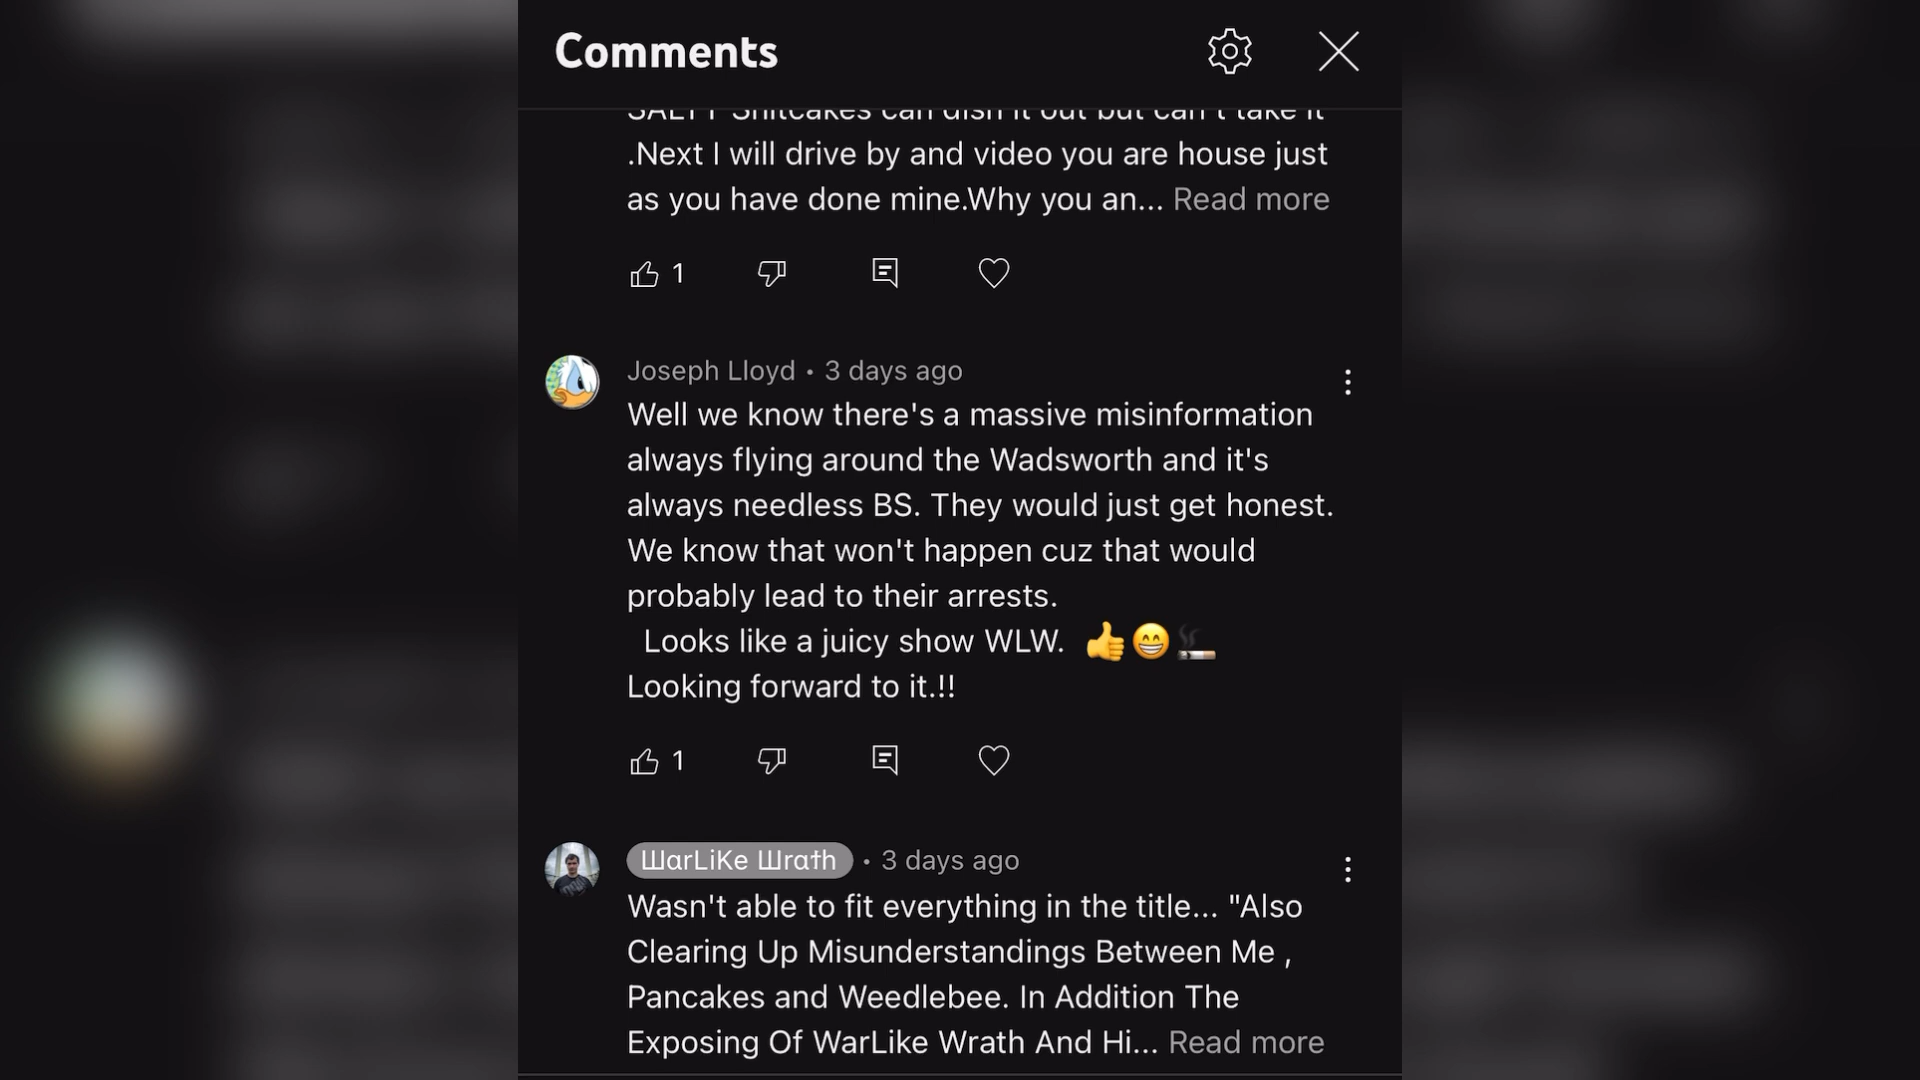 Comments
SALTY Shitcakes can dish it out but can't take it
.Next I will drive by and video you are house just
as you have done mine.Why you an... Read more
1
Joseph Lloyd • 3 days ago
Well we know there's a massive misinformation
always flying around the Wadsworth and it's
always needless BS. They would just get honest.
We know that won't happen cuz that would
probably lead to their arrests.
Looks like a juicy show WLW. 👍😁🚬
Looking forward to it.!!
1
ШarLiKe Шrath • 3 days ago
Wasn't able to fit everything in the title... "Also
Clearing Up Misunderstandings Between Me ,
Pancakes and Weedlebee. In Addition The
Exposing Of WarLike Wrath And Hi... Read more